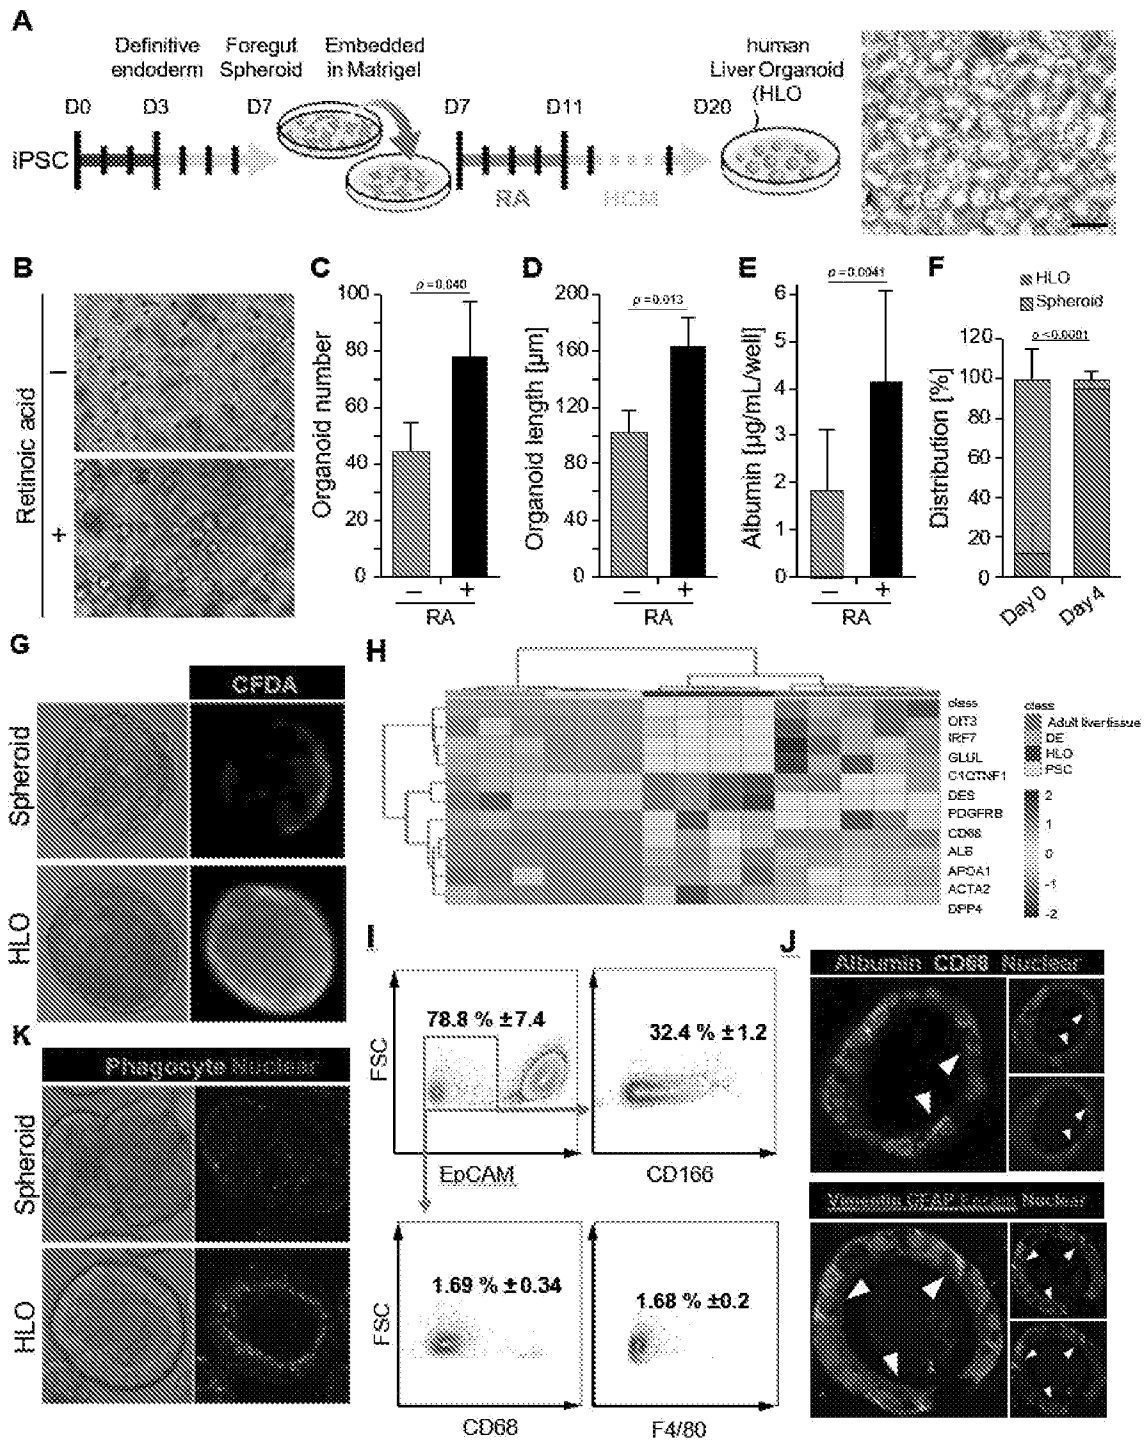 A
Definitive endoderm
Foregut Spheroid
Embedded in Matrigel
human Liver Organoid (HLO
D0
D3
D7
D7
D11
D20
iPSC
RA
HCM
B
Retinoic acid
−
+
C
p=0.040
Organoid number
100
80
60
40
20
0
−
+
RA
D
p=0.013
Organoid length [µm]
200
160
120
80
40
0
−
+
RA
E
p=0.0041
Albumin [µg/mL/well]
6
5
4
3
2
1
0
−
+
RA
F
HLO
Spheroid
p<0.0001
Distribution [%]
120
100
80
60
40
20
0
Day 0
Day 4
G
CFDA
Spheroid
HLO
H
class
OIT3
IRF7
GLUL
C1QTNF1
DES
PDGFRB
CD68
ALB
APOA1
ACTA2
DPP4
class
Adult liver tissue
DE
HLO
PSC
2
1
0
-1
-2
I
FSC
78.8 % ±7.4
EpCAM
32.4 % ±1.2
CD166
FSC
1.69 % ±0.34
CD68
1.68 % ±0.2
F4/80
J
Albumin CD68 Nuclear
Vimentin GFAP Epcam Nuclear
K
Phagocyte Nuclear
Spheroid
HLO